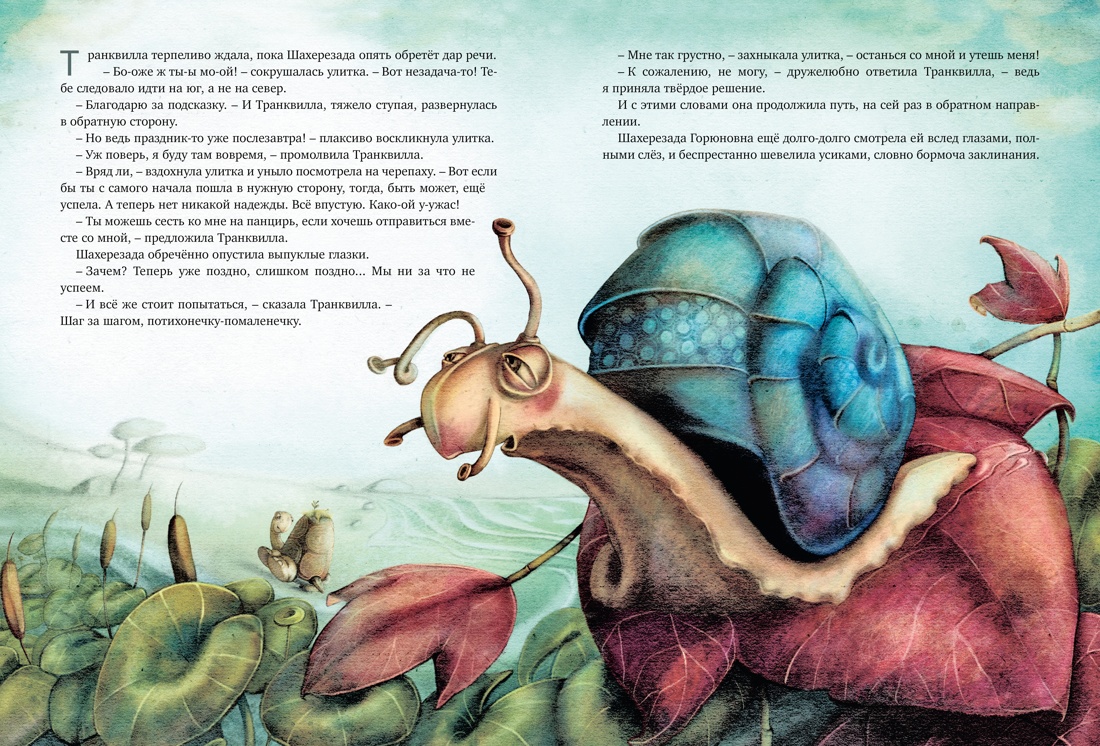 Транквилла терпеливо ждала, пока Шахерезада опять обретёт дар речи.
– Бо-оже ж ты-ы мо-ой! – сокрушалась улитка. – Вот незадача-то! Те-
бе следовало идти на юг, а не на север.
– Благодарю за подсказку. – И Транквилла, тяжело ступая, развернулась
в обратную сторону.
– Но ведь праздник-то уже послезавтра! – плаксиво воскликнула улитка.
– Уж поверь, я буду там вовремя, – промолвила Транквилла.
– Вряд ли, – вздохнула улитка и уныло посмотрела на черепаху. – Вот если
бы ты с самого начала пошла в нужную сторону, тогда, быть может, ещё
успела. А теперь нет никакой надежды. Всё впустую. Како-ой у-ужас!
– Ты можешь сесть ко мне на панцирь, если хочешь отправиться вме-
сте со мной, – предложила Транквилла.
Шахерезада обречённо опустила выпуклые глазки.
– Зачем? Теперь уже поздно, слишком поздно... Мы ни за что не
успеем.
– И всё же стоит попытаться, – сказала Транквилла. –
Шаг за шагом, потихонечку-помаленечку.
– Мне так грустно, – захныкала улитка, – останься со мной и утешь меня!
– К сожалению, не могу, – дружелюбно ответила Транквилла, – ведь
я приняла твёрдое решение.
И с этими словами она продолжила путь, на сей раз в обратном направ-
лении.
Шахерезада Горюновна ещё долго-долго смотрела ей вслед глазами, пол-
ными слёз, и беспрестанно шевелила усиками, словно бормоча заклинания.